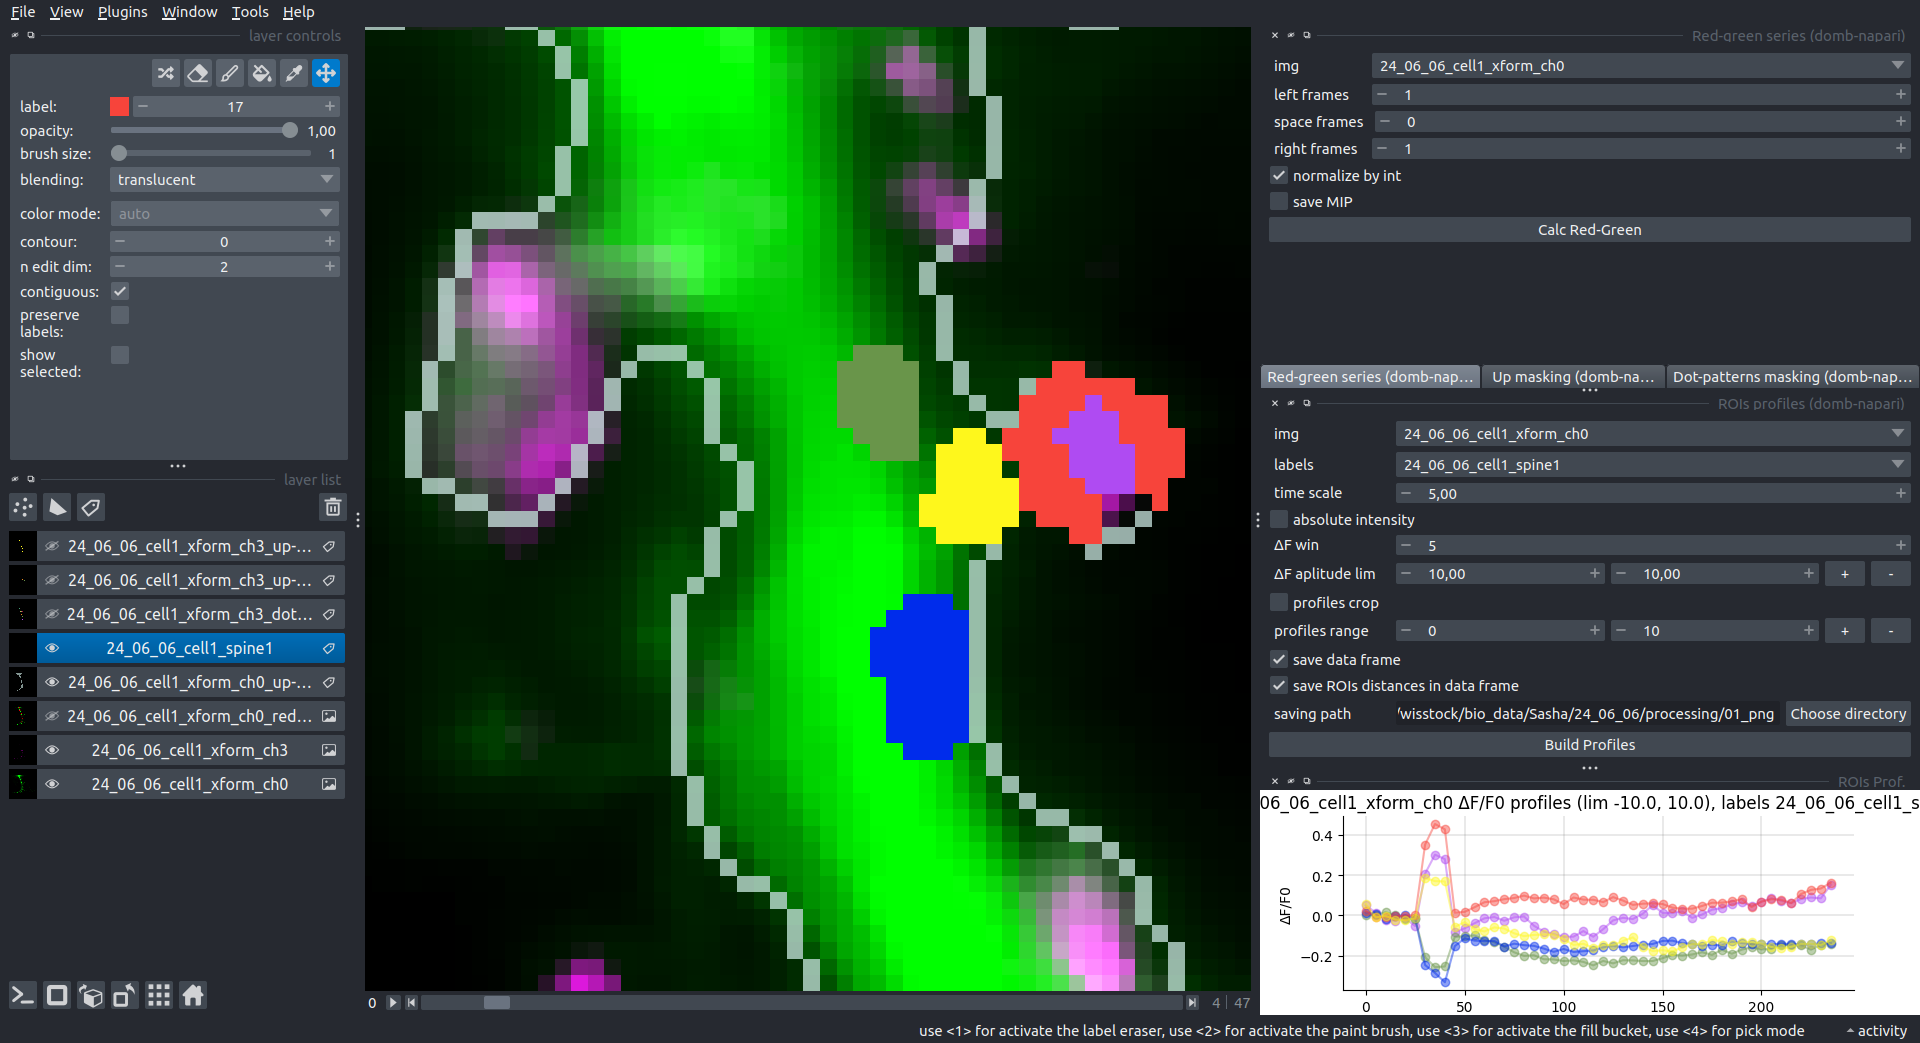 File View Plugins Window Tools Help
layer controls
label: 17
opacity: 1,00
brush size: 1
blending: translucent
color mode: auto
contour: 0
n edit dim: 2
contiguous:
preserve
labels:
show
selected:
layer list
24_06_06_cell1_xform_ch3_up-...
24_06_06_cell1_xform_ch3_up-...
24_06_06_cell1_xform_ch3_dot...
24_06_06_cell1_spine1
24_06_06_cell1_xform_ch0_up-...
24_06_06_cell1_xform_ch0_red...
24_06_06_cell1_xform_ch3
24_06_06_cell1_xform_ch0
0 4 47
Red-green series (domb-napari)
img 24_06_06_cell1_xform_ch0
left frames 1
space frames 0
right frames 1
normalize by int
save MIP
Calc Red-Green
Red-green series (domb-nap... Up masking (domb-na... Dot-patterns masking (domb-nap...
ROIs profiles (domb-napari)
img 24_06_06_cell1_xform_ch0
labels 24_06_06_cell1_spine1
time scale 5,00
absolute intensity
ΔF win 5
ΔF aplitude lim 10,00 10,00 + -
profiles crop
profiles range 0 10 + -
save data frame
save ROIs distances in data frame
saving path /wisstock/bio_data/Sasha/24_06_06/processing/01_png Choose directory
Build Profiles
ROIs Prof.
06_06_cell1_xform_ch0 ΔF/F0 profiles (lim -10.0, 10.0), labels 24_06_06_cell1_s
ΔF/F0
0.4
0.2
0.0
−0.2
0 50 100 150 200
use <1> for activate the label eraser, use <2> for activate the paint brush, use <3> for activate the fill bucket, use <4> for pick mode
activity